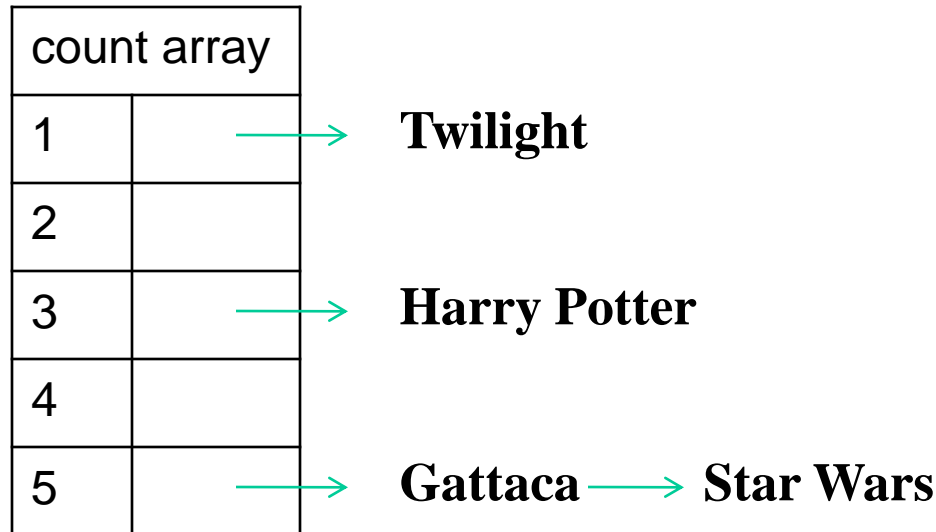 count array
1 Twilight
2
3 Harry Potter
4
5 Gattaca Star Wars